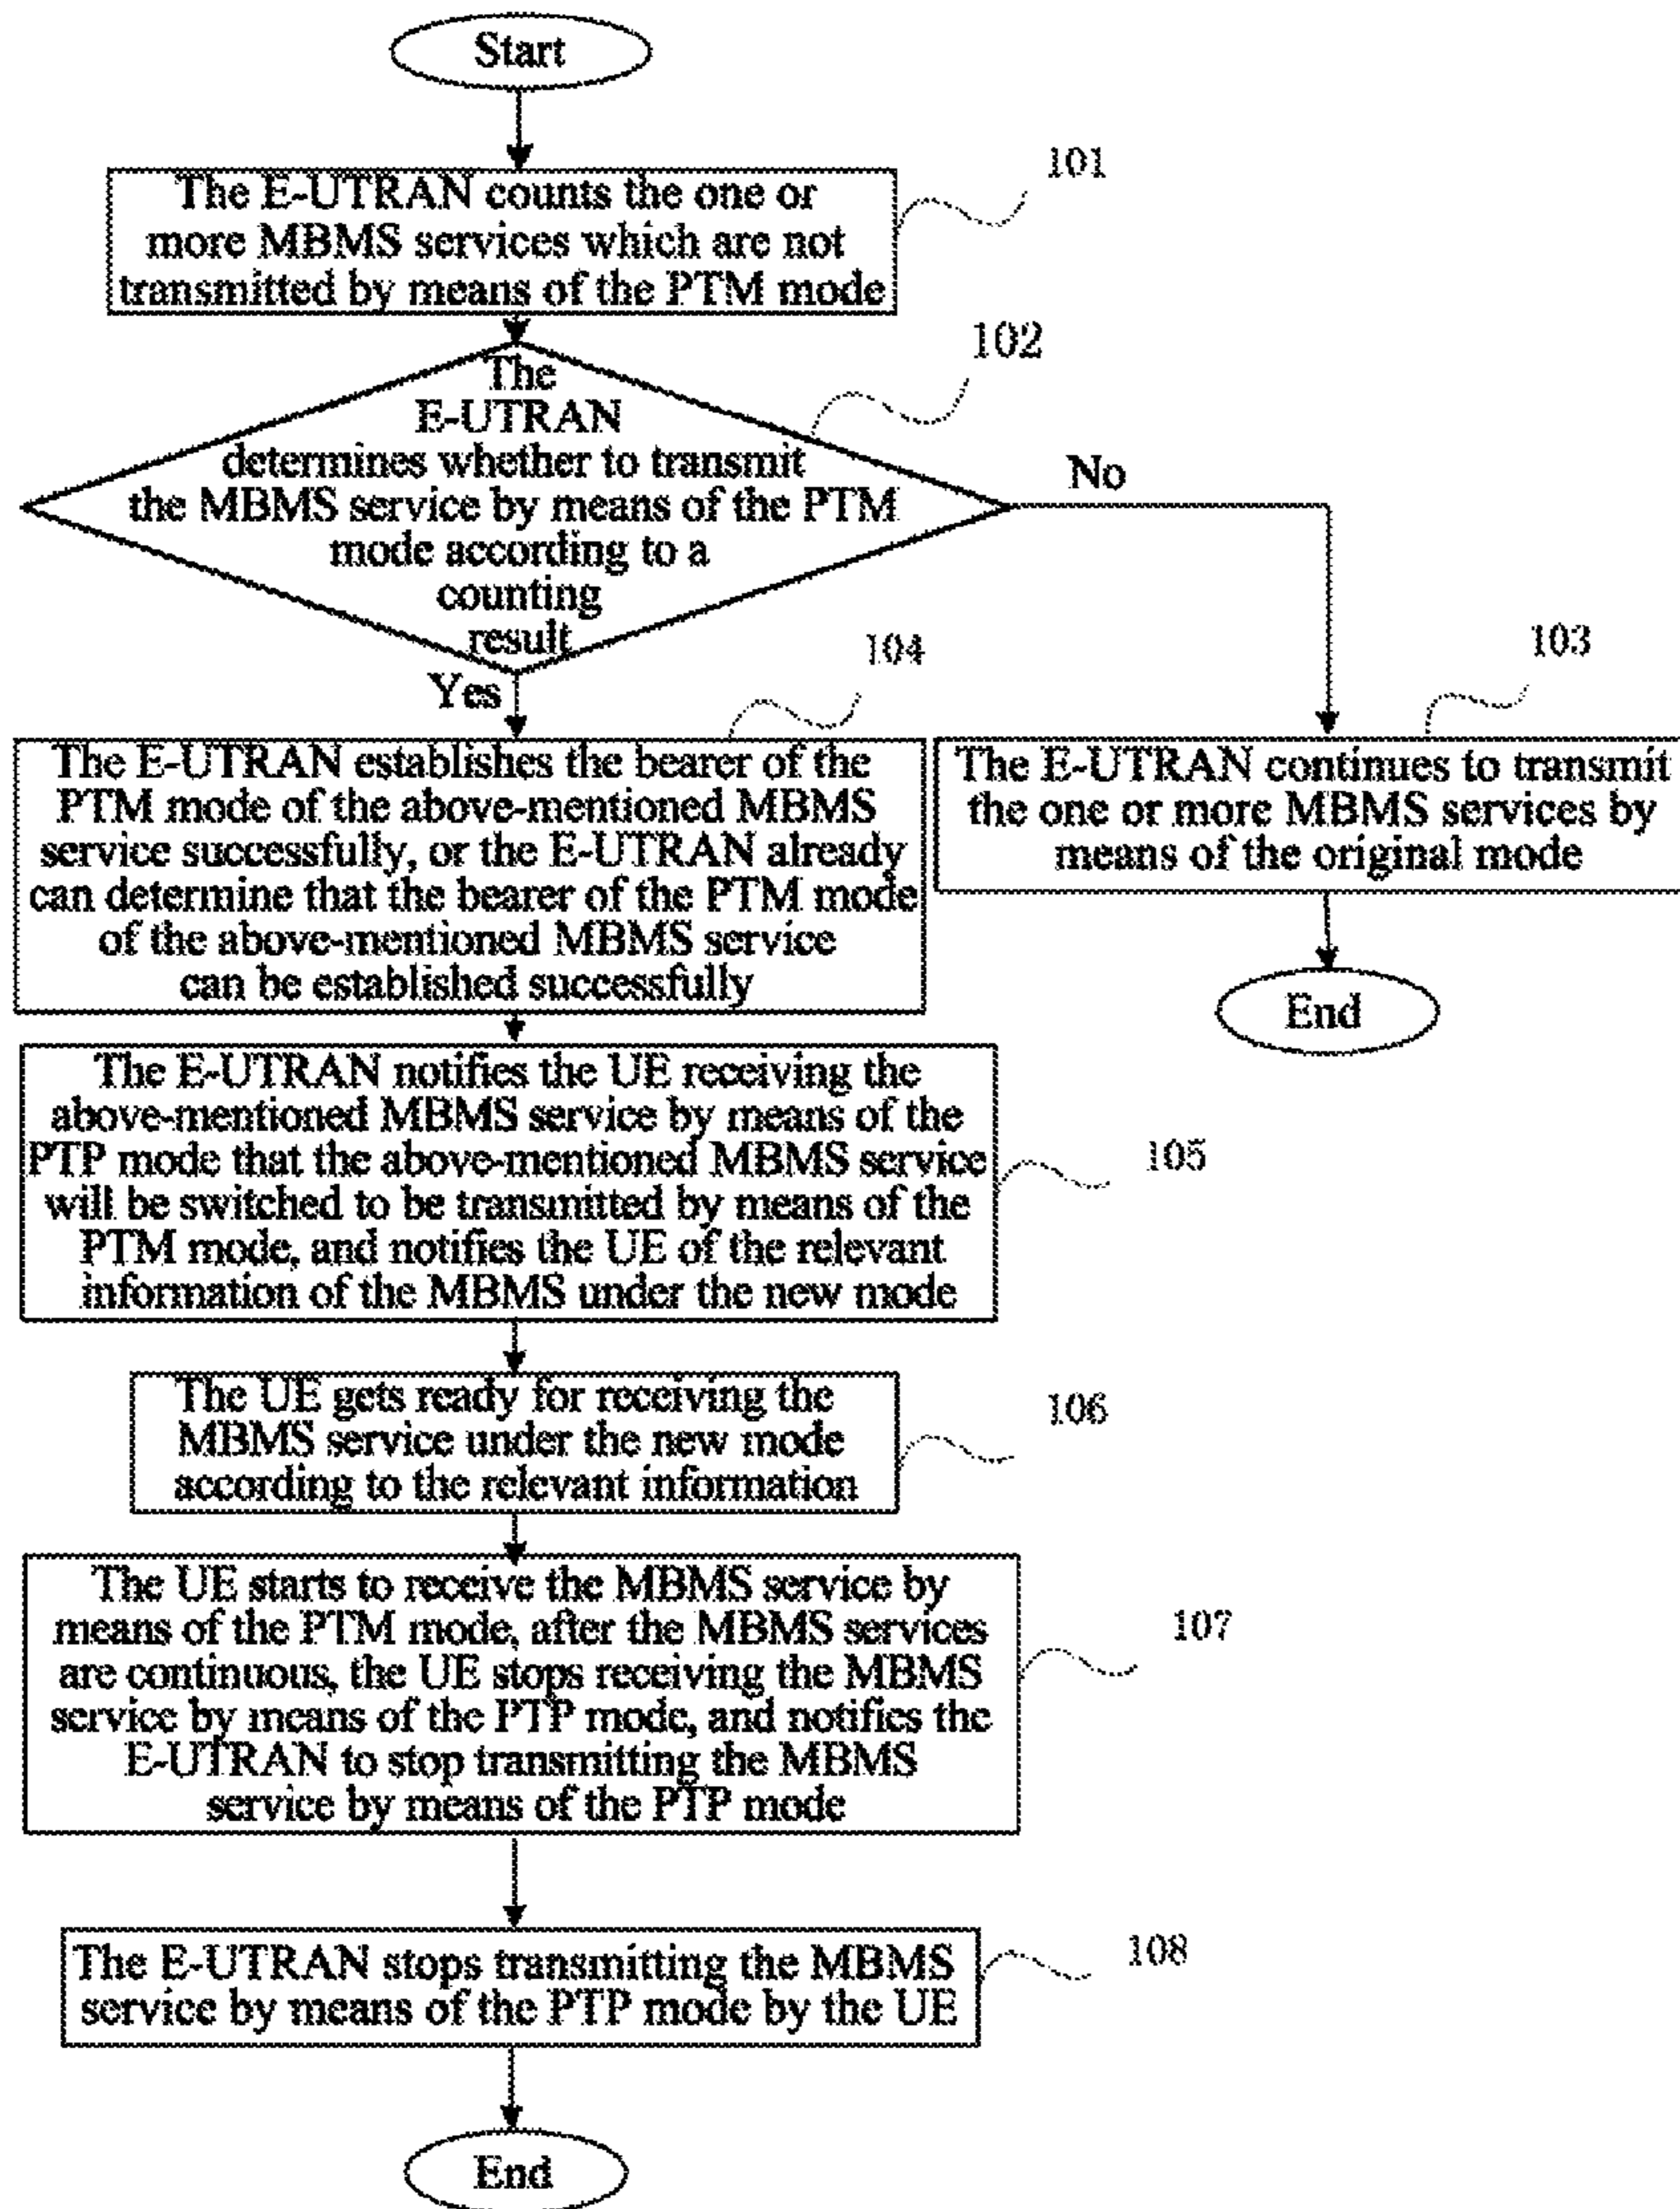 Start
The E-UTRAN counts the one or
more MBMS services which are not
transmitted by means of the PTM mode
101
The
E-UTRAN
determines whether to transmit
the MBMS service by means of the PTM
mode according to a
counting
result
102
No
Yes
104
The E-UTRAN establishes the bearer of the
PTM mode of the above-mentioned MBMS
service successfully, or the E-UTRAN already
can determine that the bearer of the PTM mode
of the above-mentioned MBMS service
can be established successfully
103
The E-UTRAN continues to transmit
the one or more MBMS services by
means of the original mode
End
The E-UTRAN notifies the UE receiving the
above-mentioned MBMS service by means of the
PTP mode that the above-mentioned MBMS service
will be switched to be transmitted by means of the
PTM mode, and notifies the UE of the relevant
information of the MBMS under the new mode
105
The UE gets ready for receiving the
MBMS service under the new mode
according to the relevant information
106
The UE starts to receive the MBMS service by
means of the PTM mode, after the MBMS services
are continuous, the UE stops receiving the MBMS
service by means of the PTP mode, and notifies the
E-UTRAN to stop transmitting the MBMS
service by means of the PTP mode
107
The E-UTRAN stops transmitting the MBMS
service by means of the PTP mode by the UE
108
End